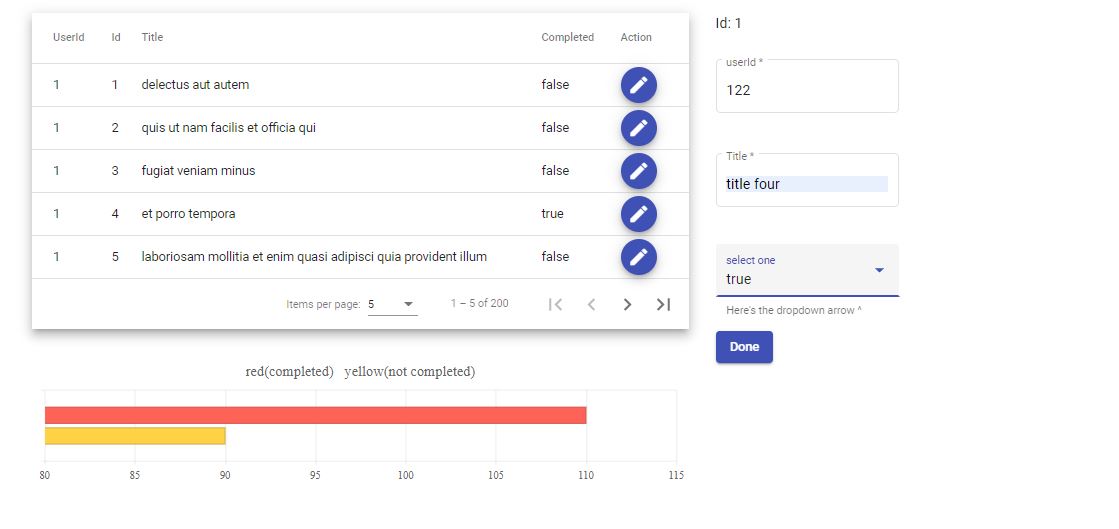 UserId Id Title Completed Action
1 1 delectus aut autem false
1 2 quis ut nam facilis et officia qui false
1 3 fugiat veniam minus false
1 4 et porro tempora true
1 5 laboriosam mollitia et enim quasi adipisci quia provident illum false
Items per page: 5 1 – 5 of 200
red(completed) yellow(not completed)
80 85 90 95 100 105 110 115
Id: 1
userId *
122
Title *
title four
select one
true
Here's the dropdown arrow ^
Done